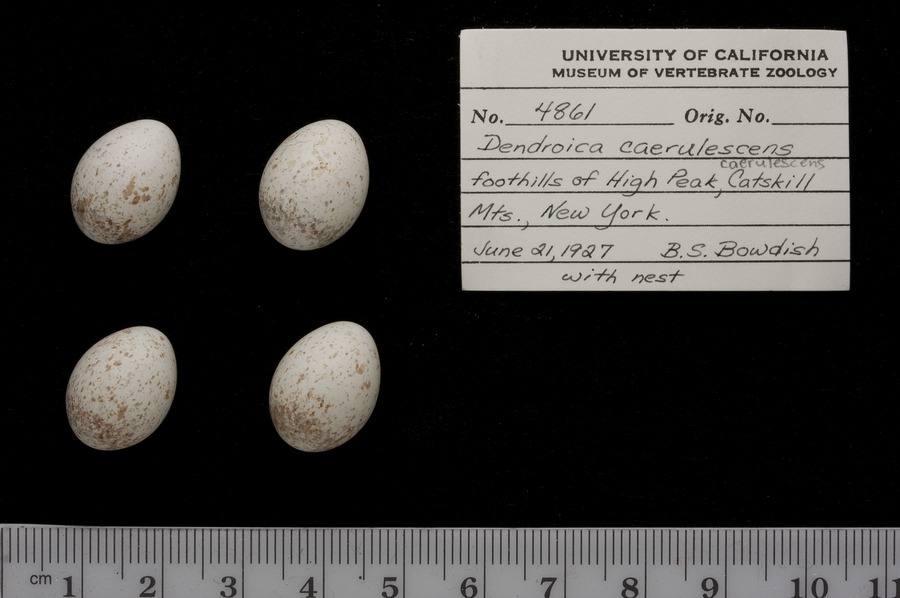 UNIVERSITY OF CALIFORNIA
MUSEUM OF VERTEBRATE ZOOLOGY
No. 4861 Orig. No.
Dendroica caerulescens
caerulescens
foothills of High Peak, Catskill
Mts., New York.
June 21, 1927 B.S. Bowdish
with nest
cm 1 2 3 4 5 6 7 8 9 10 11